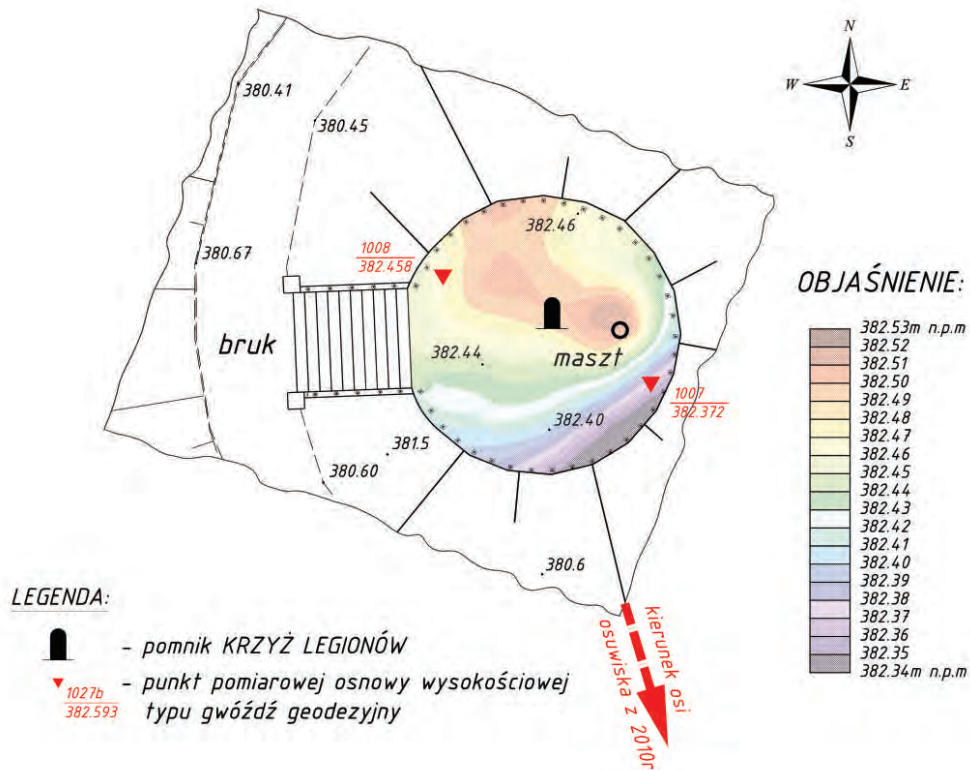 N
W
E
S
380.41
380.45
380.67
382.46
1008
382.458
bruk
382.44
maszt
1007
382.372
382.40
381.5
380.60
380.6
OBJAŚNIENIE:
382.53m n.p.m
382.52
382.51
382.50
382.49
382.48
382.47
382.46
382.45
382.44
382.43
382.42
382.41
382.40
382.39
382.38
382.37
382.36
382.35
382.34m n.p.m
kierunek osi
osuwiska z 2010r
LEGENDA:
- pomnik KRZYŻ LEGIONÓW
- punkt pomiarowej osnowy wysokościowej
typu gwóźdź geodezyjny
1027b
382.593